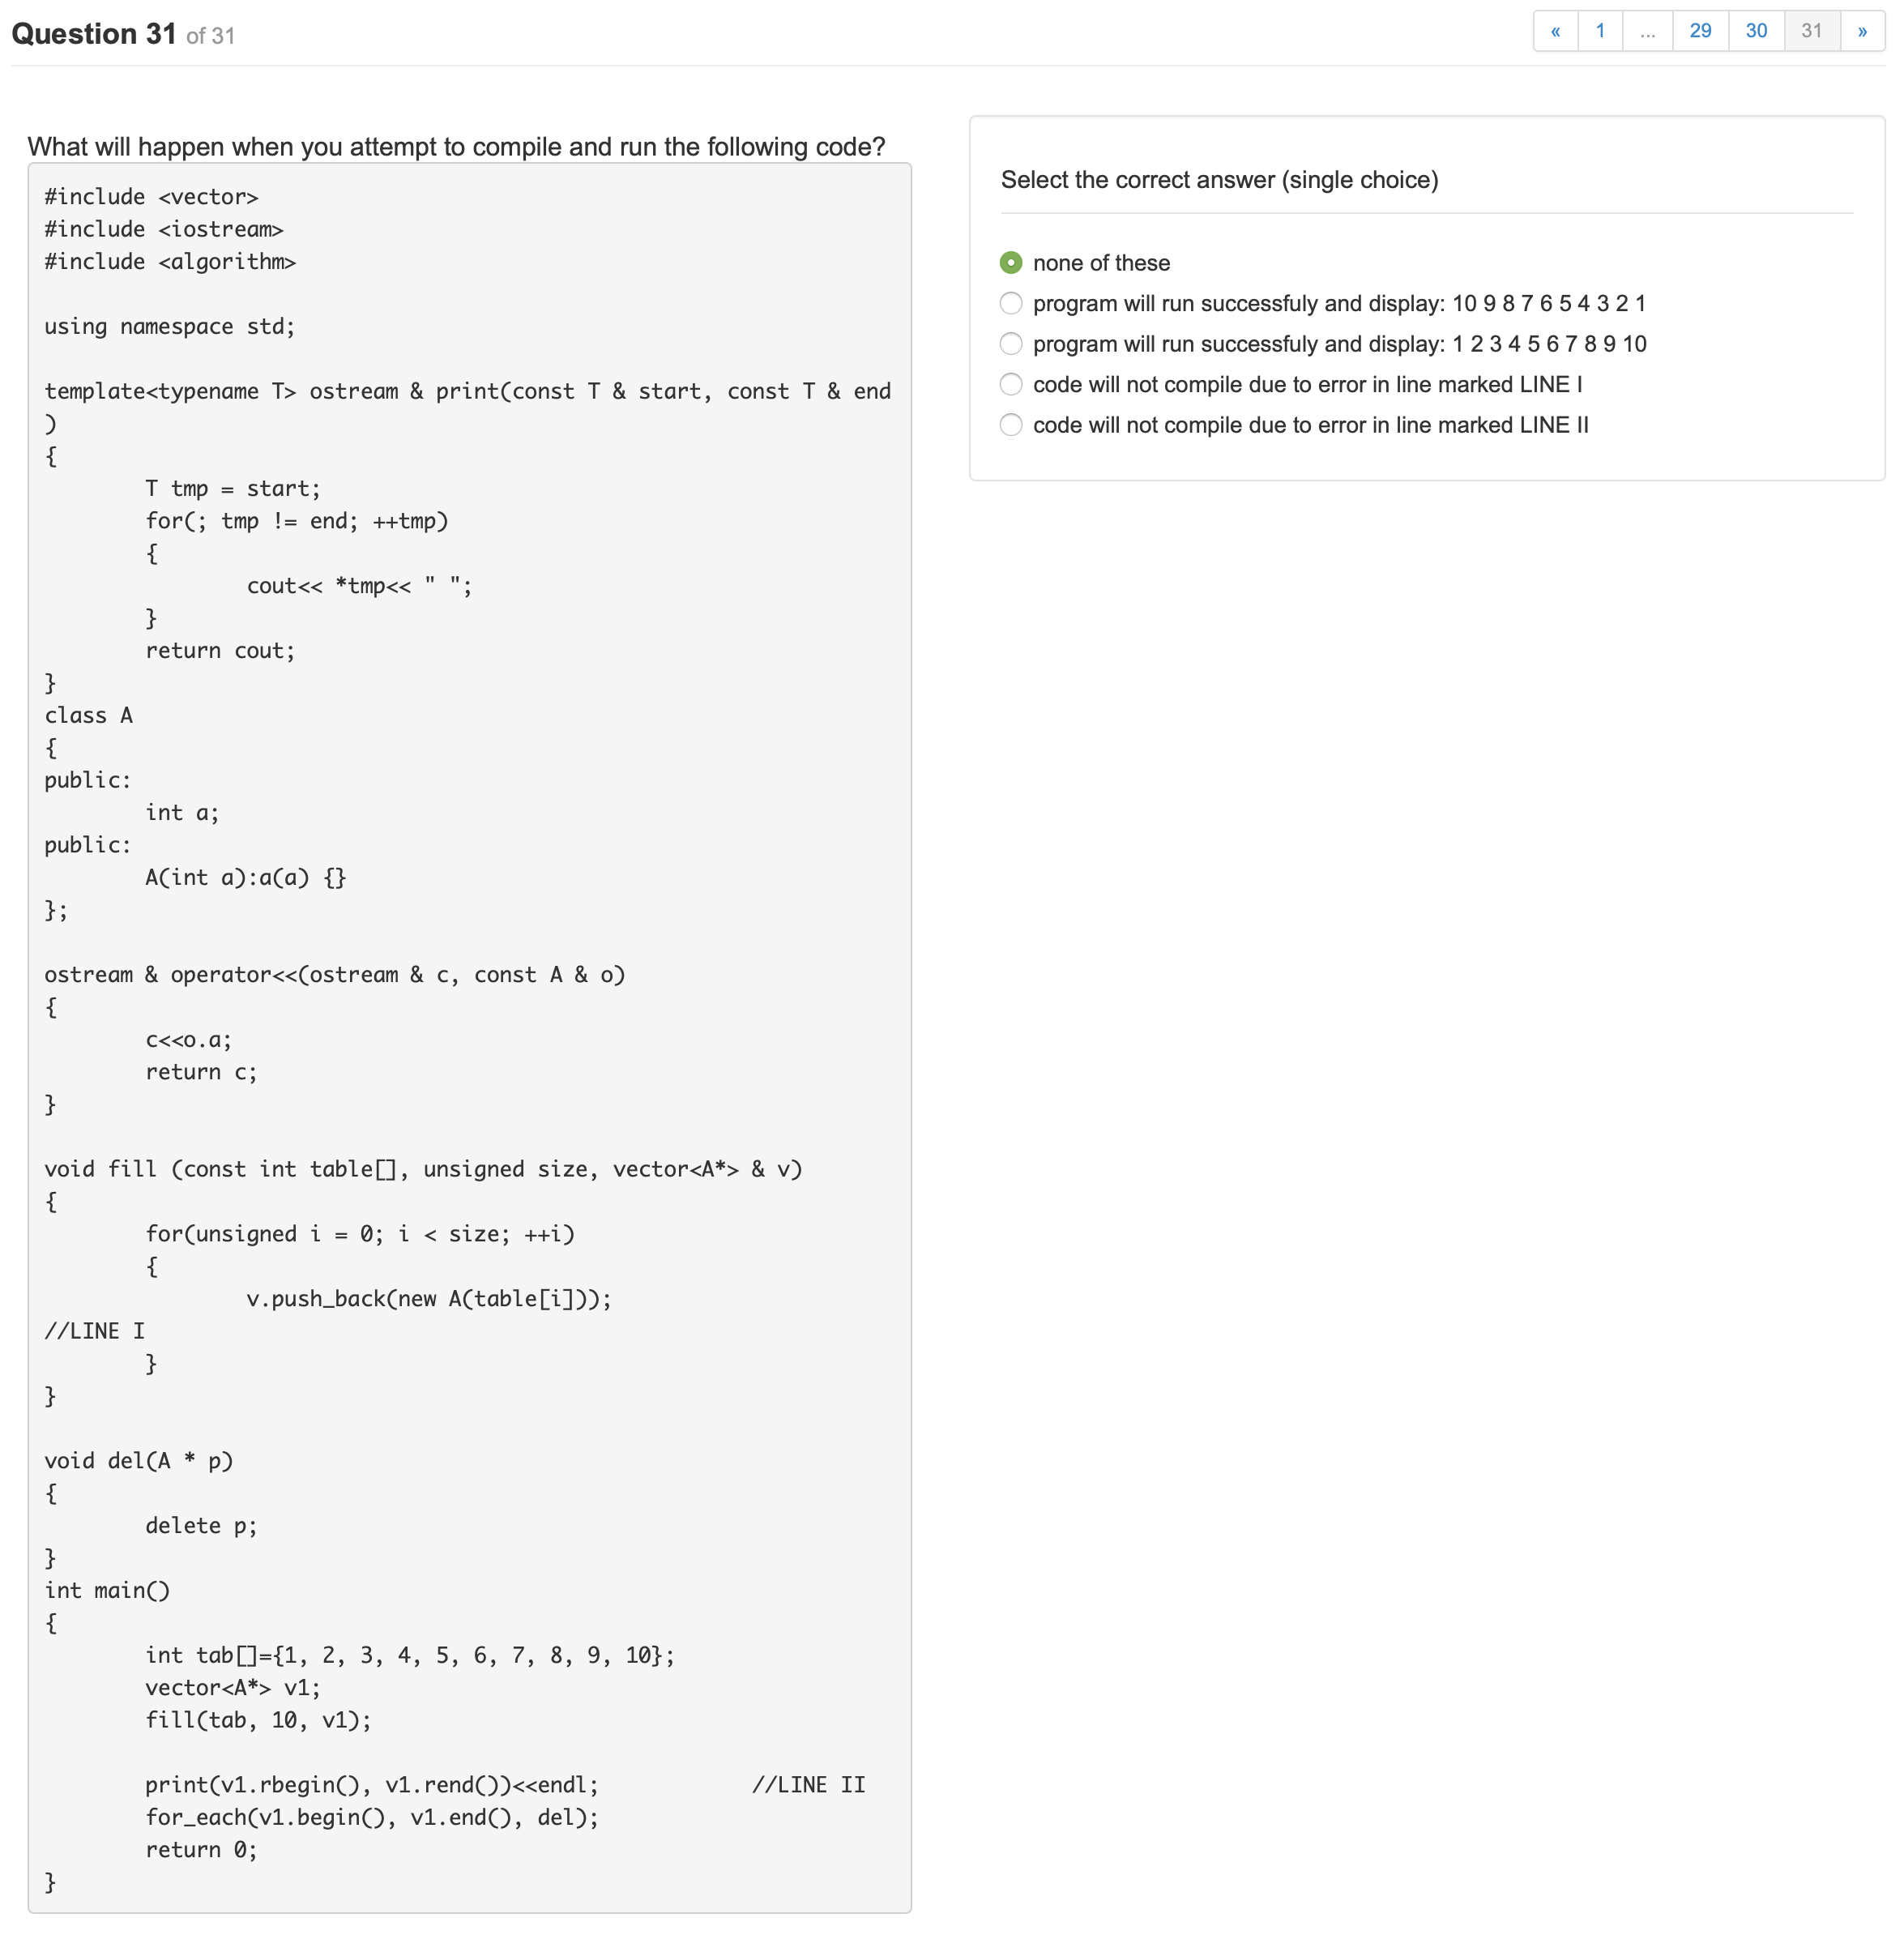 Question 31 of 31
« 1 ... 29 30 31 »
What will happen when you attempt to compile and run the following code?
#include <vector>
#include <iostream>
#include <algorithm>
using namespace std;
template<typename T> ostream & print(const T & start, const T & end
)
{
T tmp = start;
for(; tmp != end; ++tmp)
{
cout<< *tmp<< " ";
}
return cout;
}
class A
{
public:
int a;
public:
A(int a):a(a) {}
};
ostream & operator<<(ostream & c, const A & o)
{
c<<o.a;
return c;
}
void fill (const int table[], unsigned size, vector<A*> & v)
{
for(unsigned i = 0; i < size; ++i)
{
v.push_back(new A(table[i]));
//LINE I
}
}
void del(A * p)
{
delete p;
}
int main()
{
int tab[]={1, 2, 3, 4, 5, 6, 7, 8, 9, 10};
vector<A*> v1;
fill(tab, 10, v1);
print(v1.rbegin(), v1.rend())<<endl; //LINE II
for_each(v1.begin(), v1.end(), del);
return 0;
}
Select the correct answer (single choice)
none of these
program will run successfuly and display: 10 9 8 7 6 5 4 3 2 1
program will run successfuly and display: 1 2 3 4 5 6 7 8 9 10
code will not compile due to error in line marked LINE I
code will not compile due to error in line marked LINE II